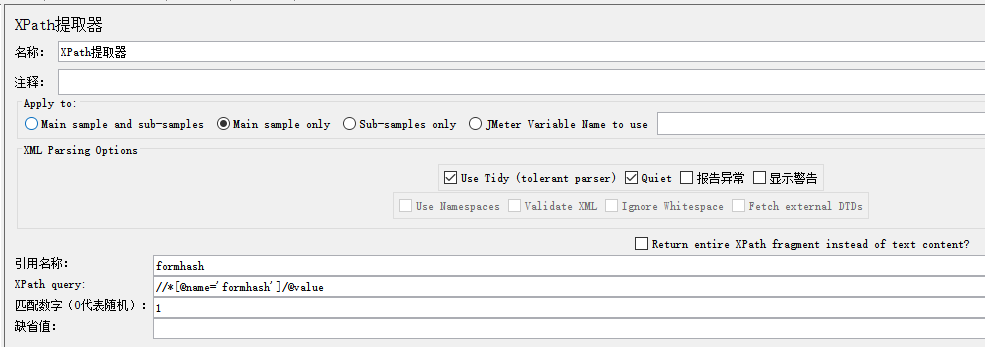 XPath提取器
名称： XPath提取器
注释：
Apply to:
Main sample and sub-samples Main sample only Sub-samples only JMeter Variable Name to use
XML Parsing Options
Use Tidy (tolerant parser) Quiet 报告异常 显示警告
Use Namespaces Validate XML Ignore Whitespace Fetch external DTDs
Return entire XPath fragment instead of text content?
引用名称： formhash
XPath query: //*[@name='formhash']/@value
匹配数字（0代表随机）： 1
缺省值：